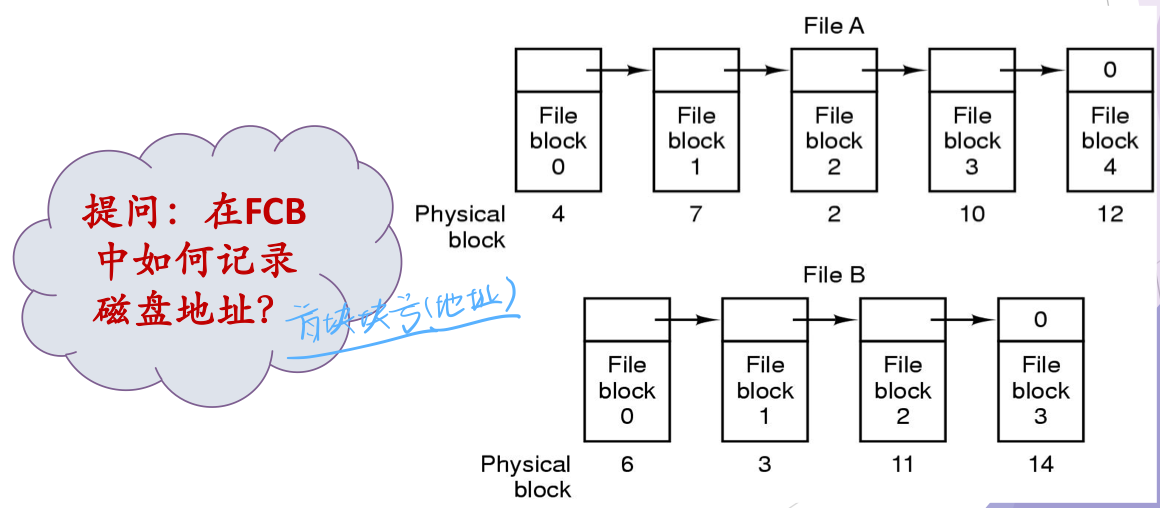 File A
0
File
block
0
File
block
1
File
block
2
File
block
3
File
block
4
Physical
block
4
7
2
10
12
提问：在FCB
中如何记录
磁盘地址?
首块块号(地址)
File B
0
File
block
0
File
block
1
File
block
2
File
block
3
Physical
block
6
3
11
14